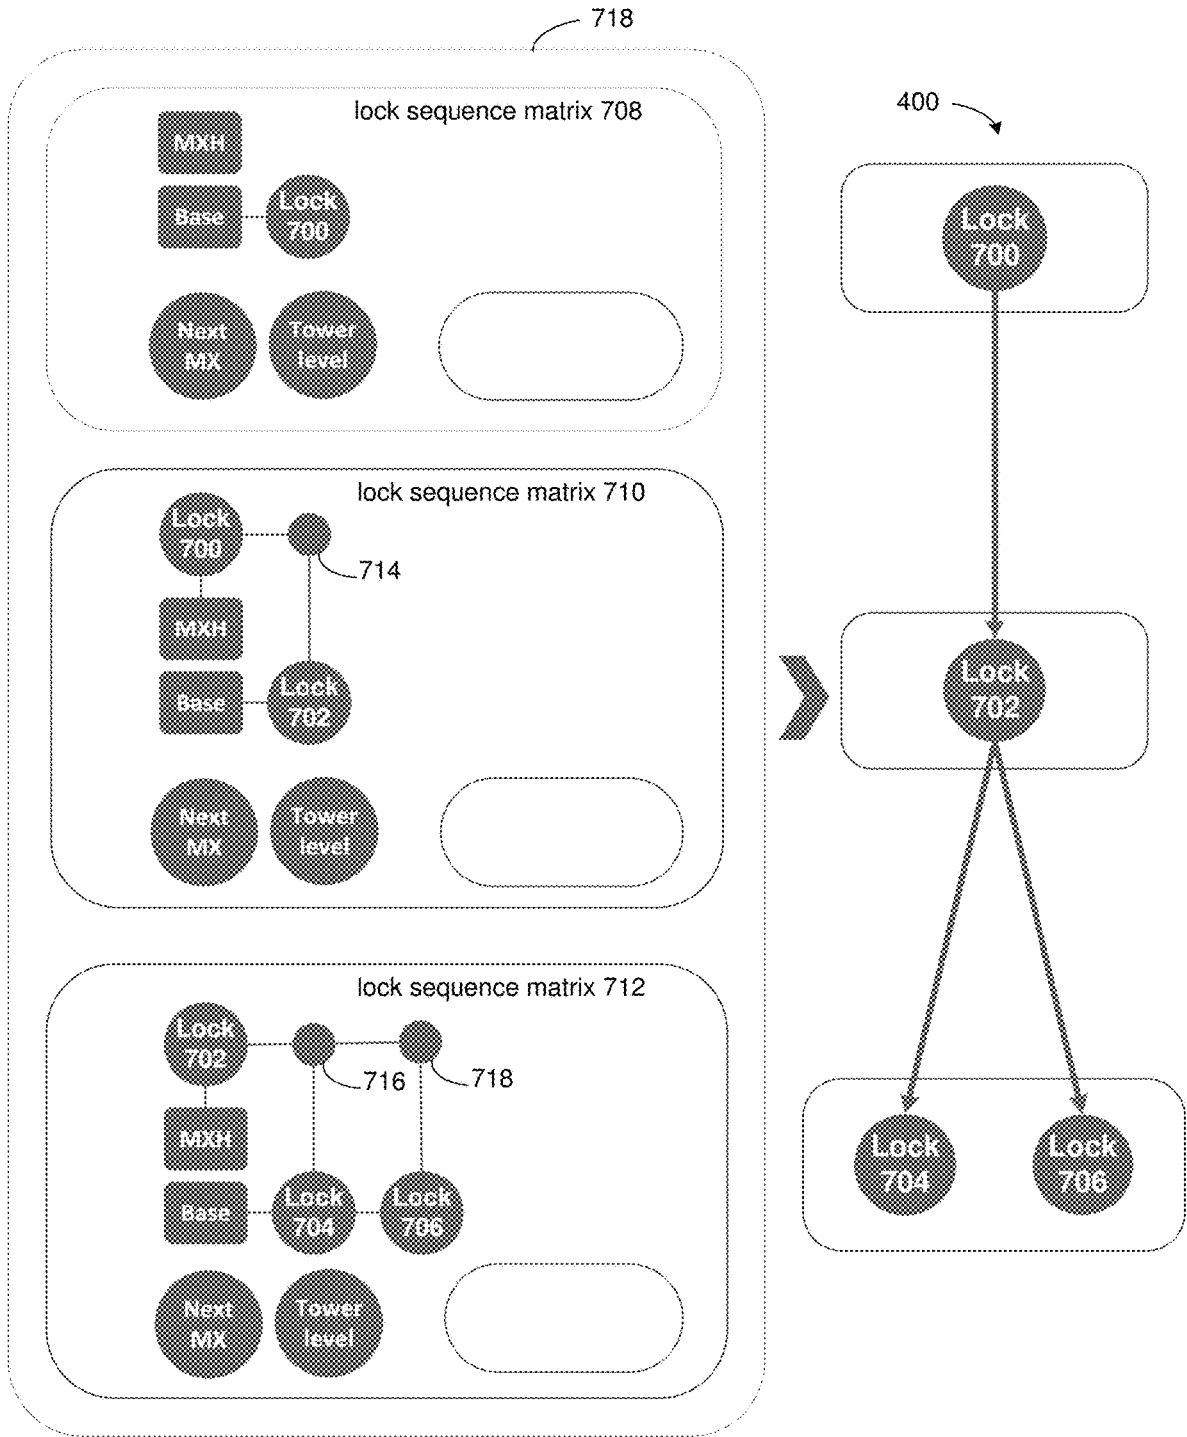 718
lock sequence matrix 708
MXH
Base
Lock
700
Next
MX
Tower
level
lock sequence matrix 710
Lock
700
714
MXH
Base
Lock
702
Next
MX
Tower
level
lock sequence matrix 712
Lock
702
716
718
MXH
Base
Lock
704
Lock
706
Next
MX
Tower
level
400
Lock
700
Lock
702
Lock
704
Lock
706